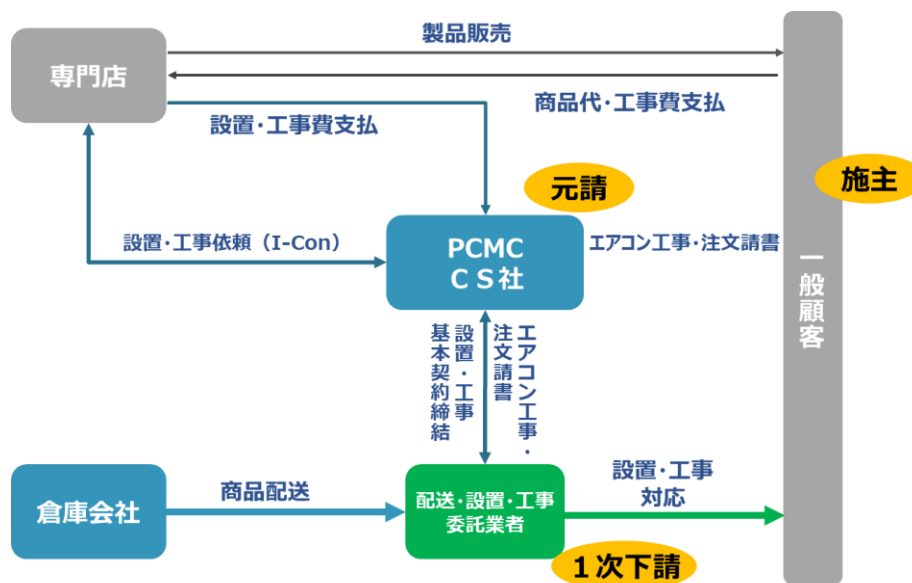 製品販売
専門店
商品代・工事費支払
設置・工事費支払
元請
施主
設置・工事依頼（I-Con）
PCMC
ＣＳ社
エアコン工事・注文請書
一般顧客
設置・工事
基本契約締結
エアコン工事・
注文請書
倉庫会社
商品配送
配送・設置・工事
委託業者
設置・工事
対応
１次下請